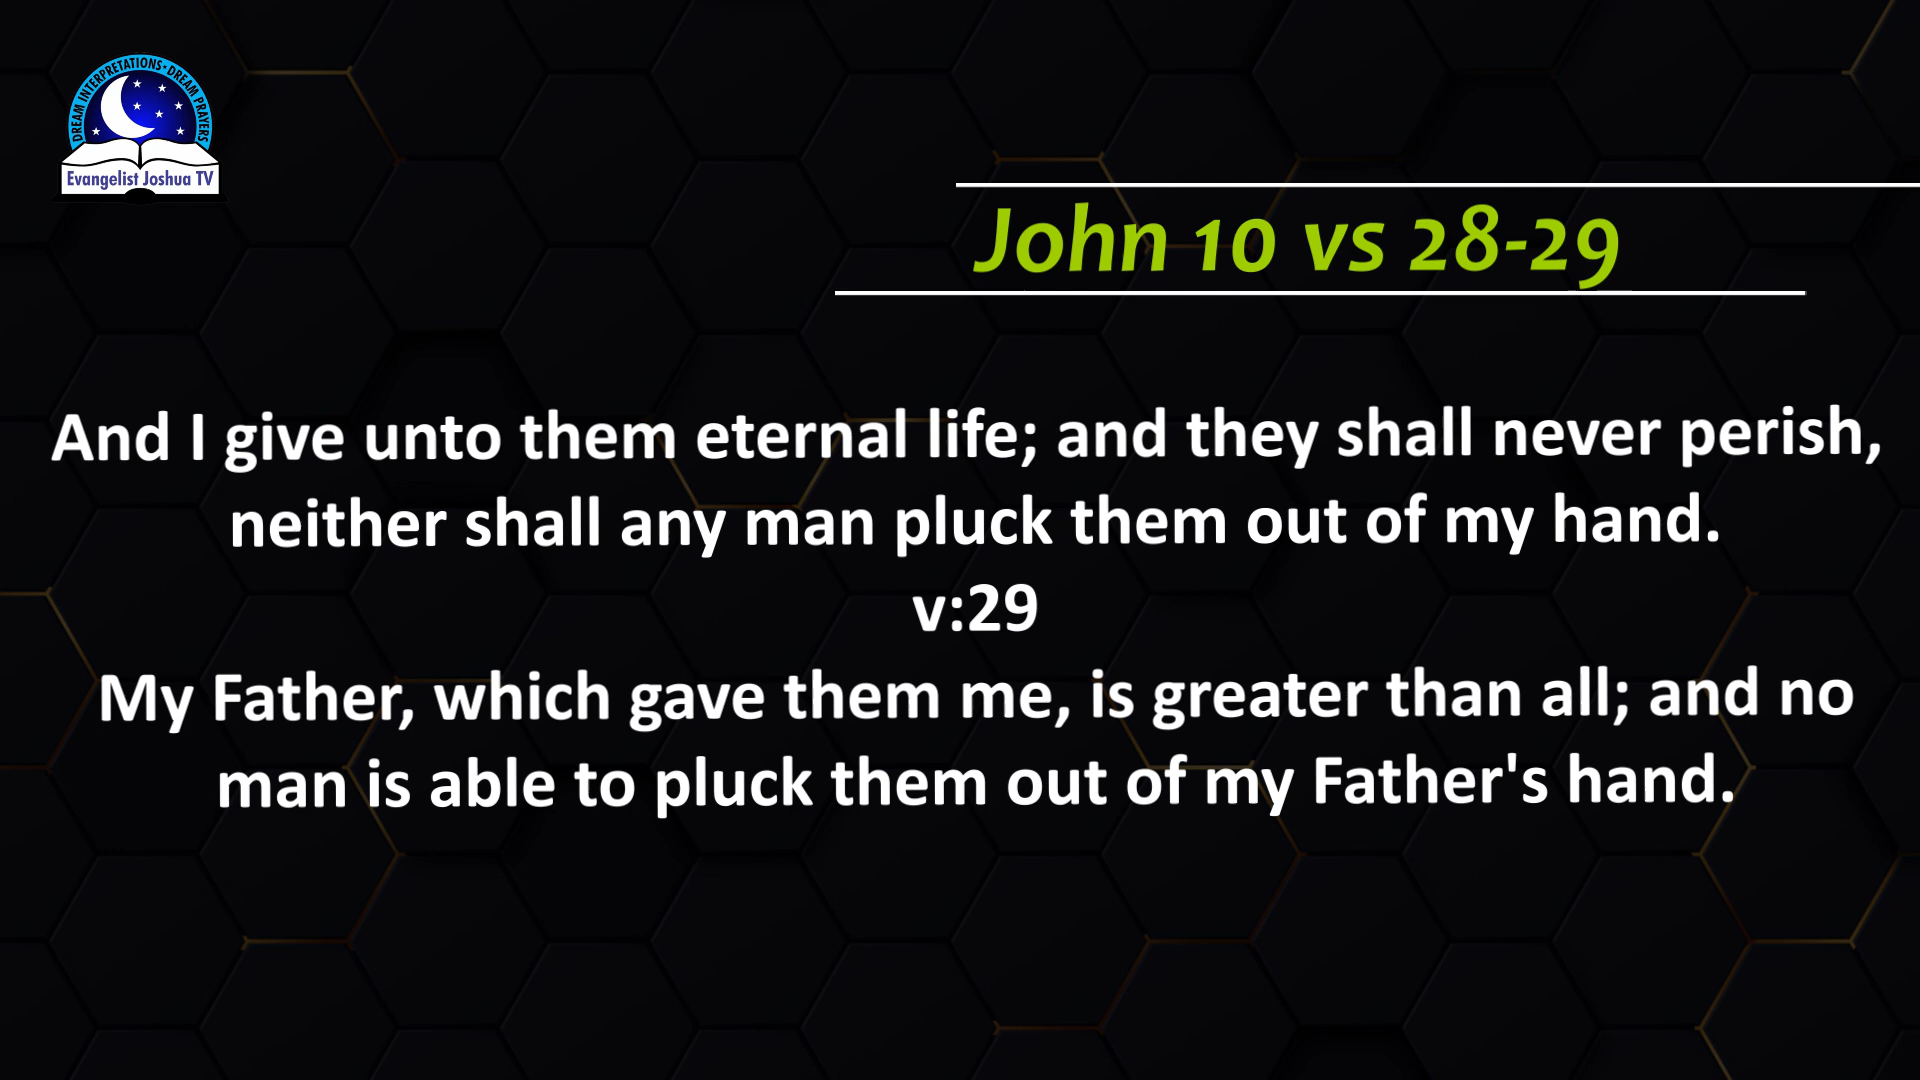 DREAM INTERPRETATIONS • DREAM PRAYERS
Evangelist Joshua TV
John 10 vs 28-29
And I give unto them eternal life; and they shall never perish,
neither shall any man pluck them out of my hand.
v:29
My Father, which gave them me, is greater than all; and no
man is able to pluck them out of my Father's hand.